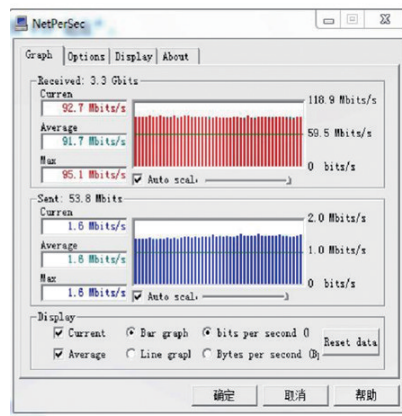 NetPerSec
Graph Options Display About
Received: 3.3 Gbits
Curren
92.7 Mbits/s
118.9 Mbits/s
Average
91.7 Mbits/s
59.5 Mbits/s
Max
95.1 Mbits/s
0 bits/s
Auto scal
Sent: 53.8 Mbits
Curren
1.6 Mbits/s
2.0 Mbits/s
Average
1.6 Mbits/s
1.0 Mbits/s
Max
1.6 Mbits/s
0 bits/s
Auto scal
Display
Current Bar graph bits per second (
Average Line grapl Bytes per second (B)
Reset data
确定 取消 帮助